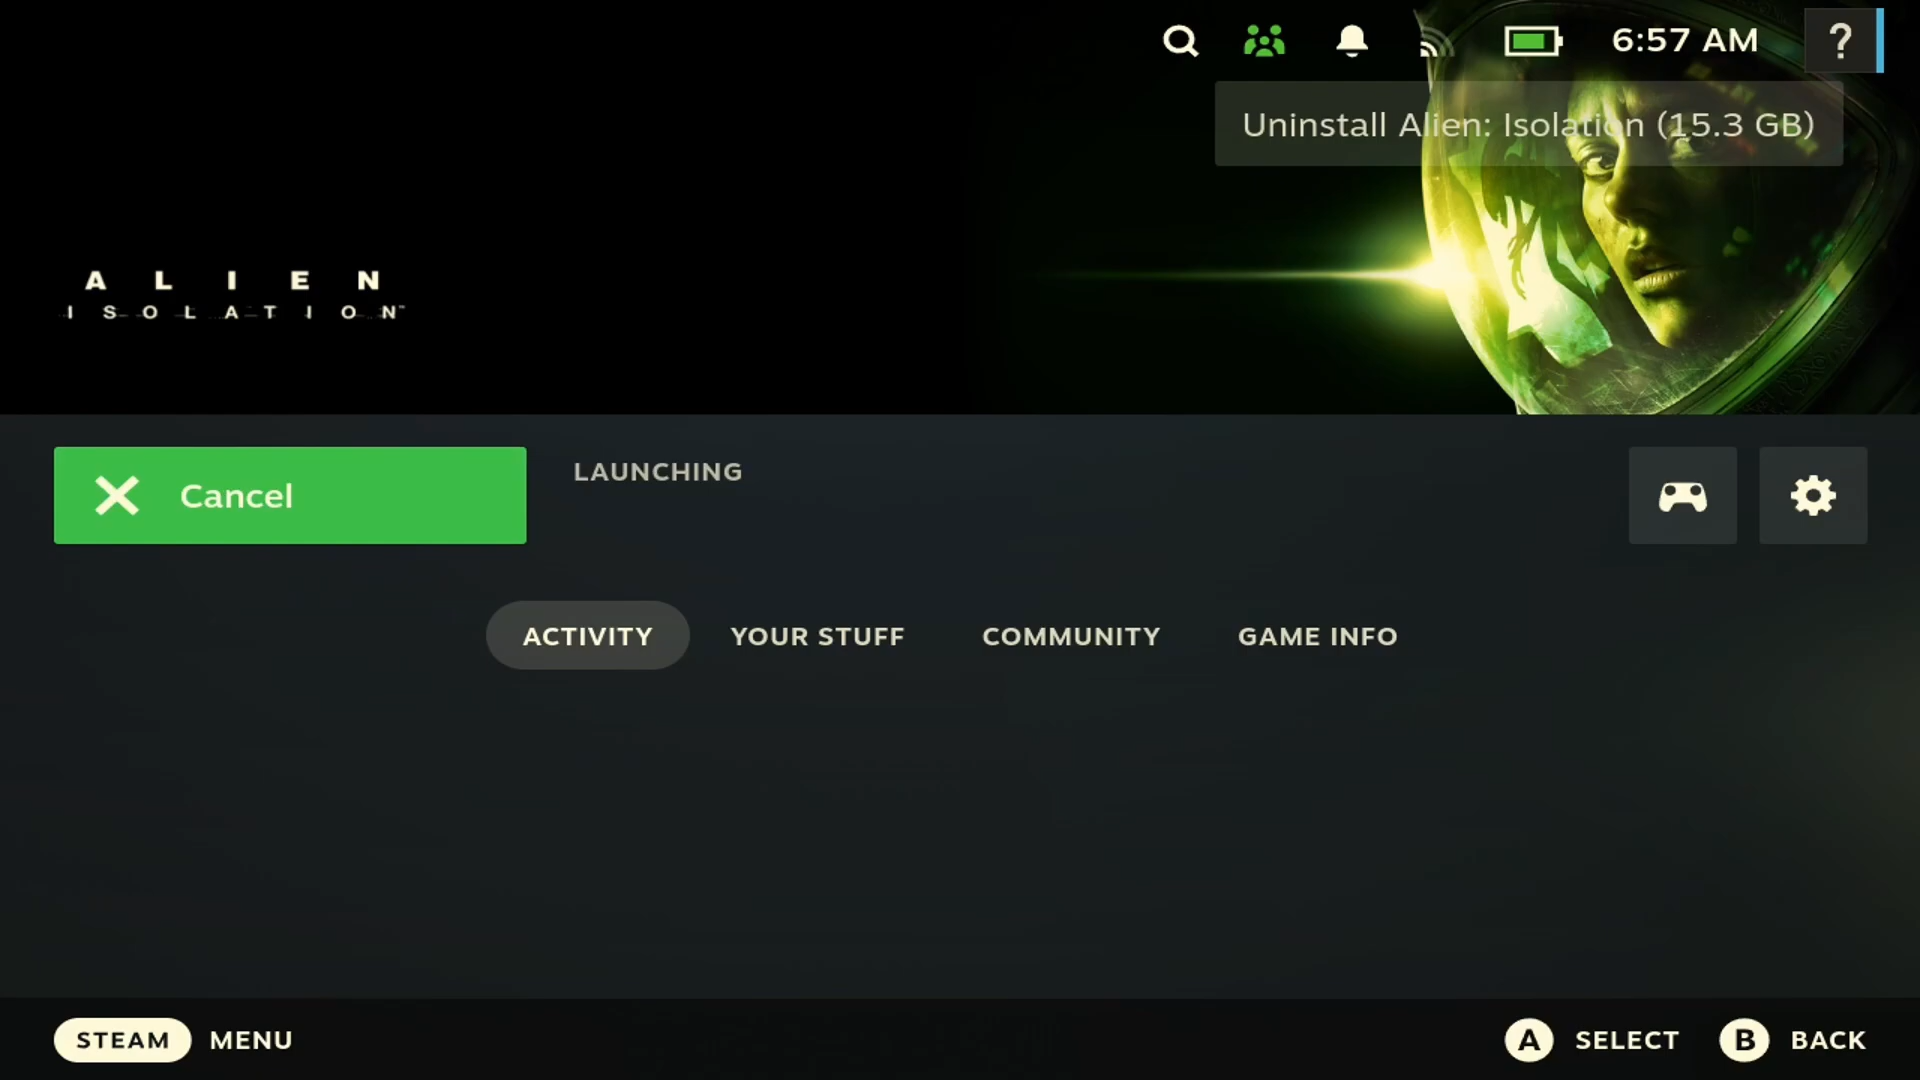 6:57 AM
?
Uninstall Alien: Isolation (15.3 GB)
ALIEN
ISOLATION™
Cancel
LAUNCHING
ACTIVITY YOUR STUFF COMMUNITY GAME INFO
STEAM MENU A SELECT B BACK